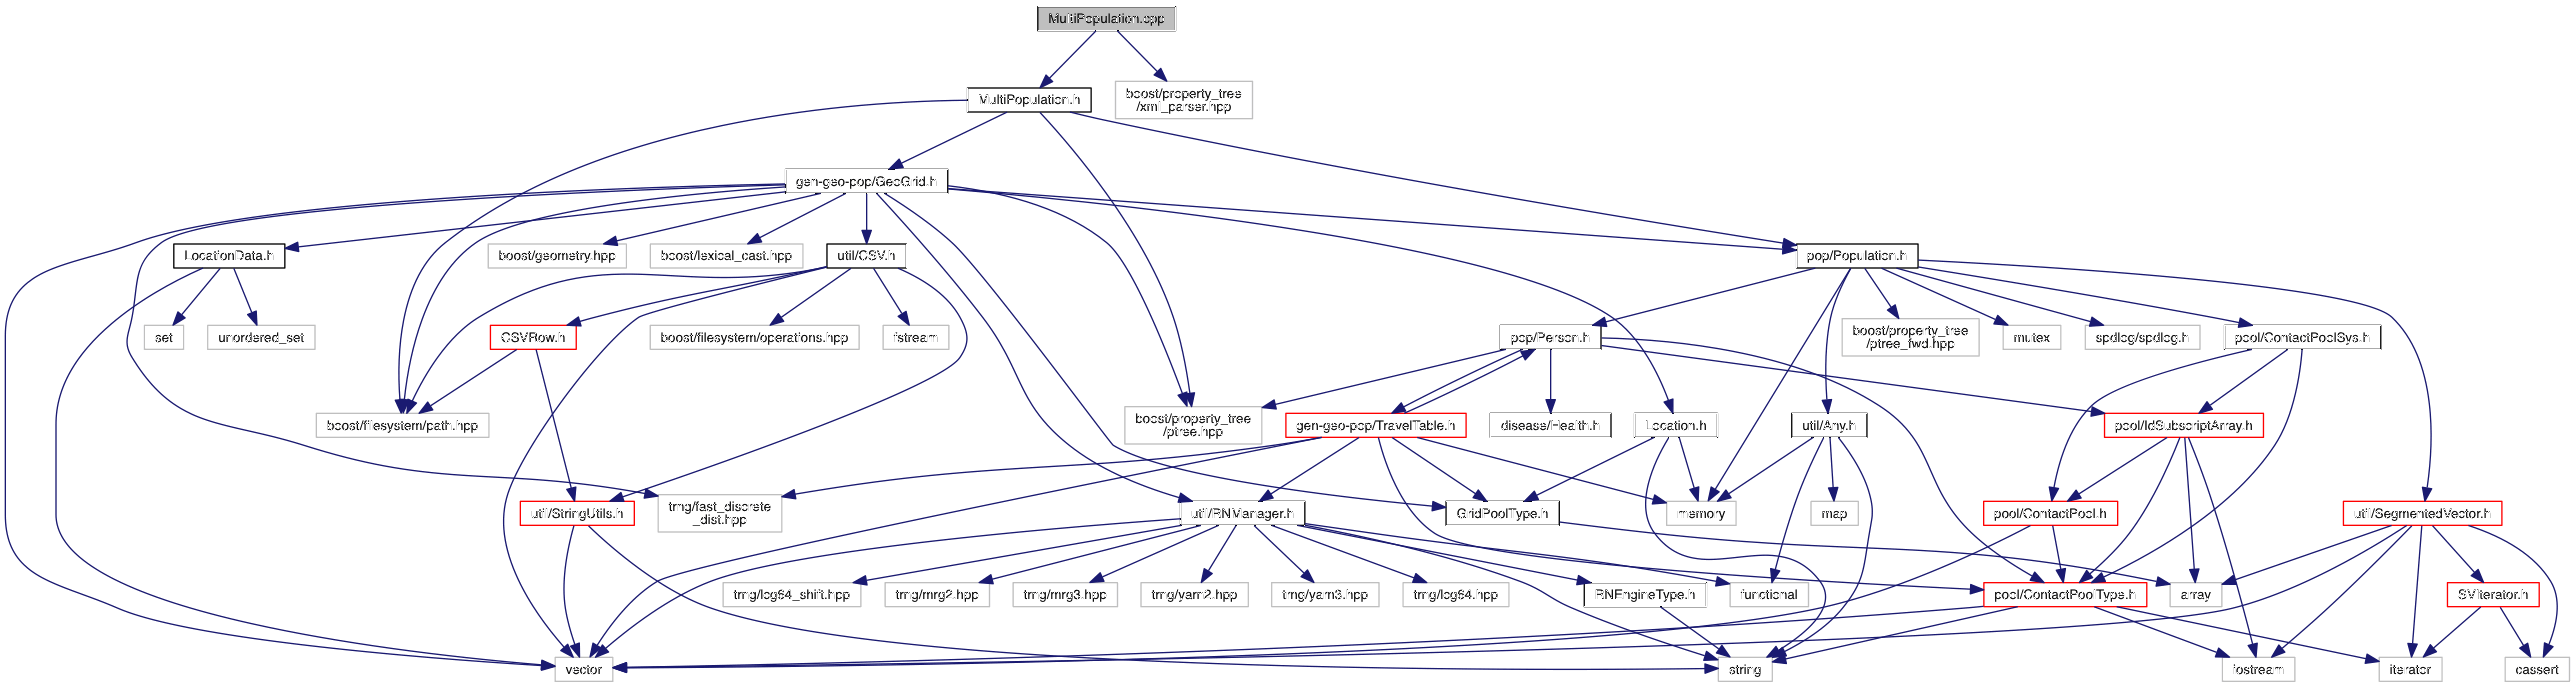 MultiPopulation.cpp
MultiPopulation.h
boost/property_tree
/xml_parser.hpp
gen-geo-pop/GeoGrid.h
LocationData.h
boost/geometry.hpp
boost/lexical_cast.hpp
util/CSV.h
pop/Population.h
set
unordered_set
CSVRow.h
boost/filesystem/operations.hpp
fstream
pop/Person.h
boost/property_tree
/ptree_fwd.hpp
mutex
spdlog/spdlog.h
pool/ContactPoolSys.h
boost/filesystem/path.hpp
boost/property_tree
/ptree.hpp
gen-geo-pop/TravelTable.h
disease/Health.h
Location.h
util/Any.h
pool/IdSubscriptArray.h
util/StringUtils.h
trng/fast_discrete
_dist.hpp
util/RNManager.h
GridPoolType.h
memory
map
pool/ContactPool.h
util/SegmentedVector.h
trng/lcg64_shift.hpp
trng/mrg2.hpp
trng/mrg3.hpp
trng/yarn2.hpp
trng/yarn3.hpp
trng/lcg64.hpp
RNEngineType.h
functional
pool/ContactPoolType.h
array
SVIterator.h
vector
string
iostream
iterator
cassert